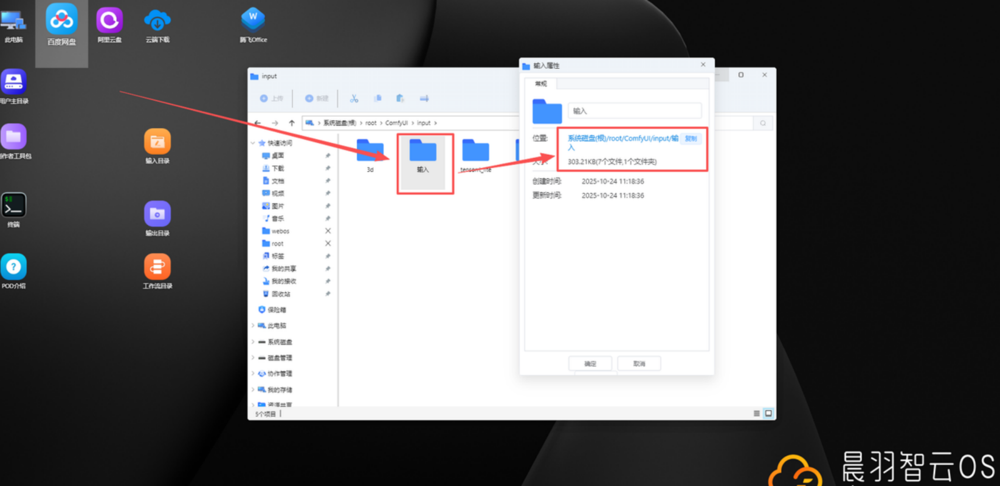 此电脑
百度网盘
阿里云盘
云端下载
W
腾飞Office
用户主目录
作者工具包
输入目录
$
终端
输出目录
?
POD介绍
工作流目录
input
上传
新建
系统磁盘(根) > root > ComfyUI > input >
快速访问
桌面
下载
文档
视频
图片
音乐
webos
root
标签
我的共享
我的接收
回收站
保险箱
此电脑
系统磁盘
磁盘管理
协作管理
我的存储
资源共享
3d
输入
5个项目
输入属性
常规
输入
位置:
系统磁盘(根)/root/ComfyUI/input/输
入
复制
大小:
303.21KB(7个文件,1个文件夹)
创建时间:
2025-10-24 11:18:36
更新时间:
2025-10-24 11:18:36
确定
取消
晨羽智云OS